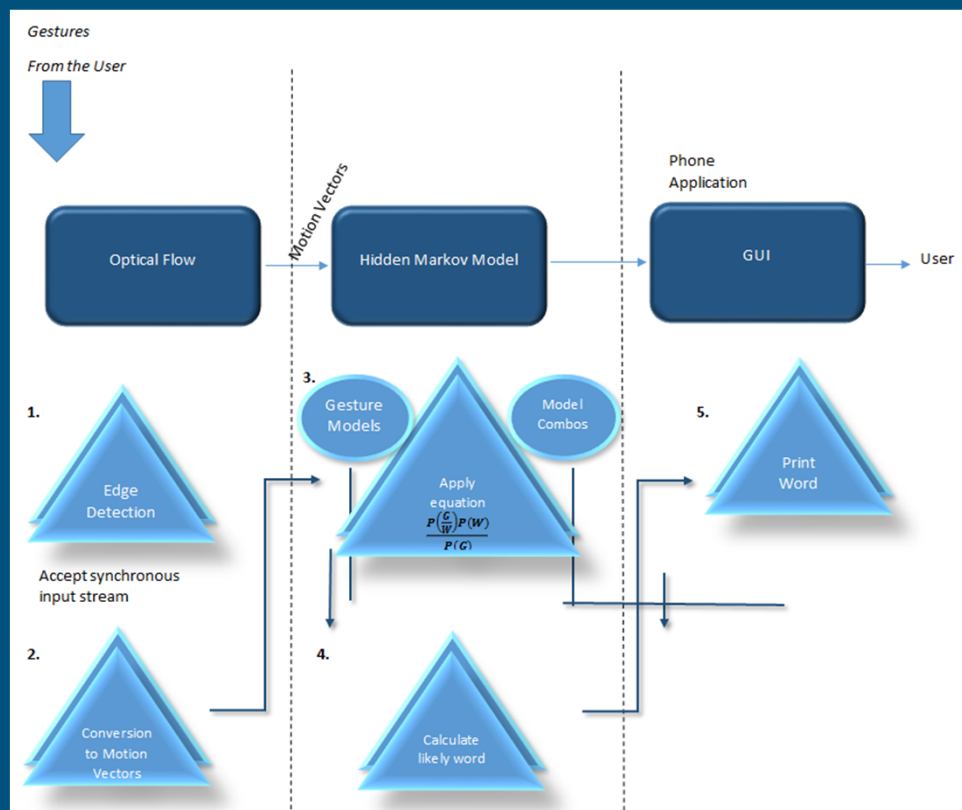 Gestures
From the User
Motion Vectors
Phone
Application
Optical Flow
Hidden Markov Model
GUI
User
1.
Edge
Detection
Accept synchronous
input stream
2.
Conversion
to Motion
Vectors
3.
Gesture
Models
Model
Combos
Apply
equation
P(G/W)P(W)
P(G)
4.
Calculate
likely word
5.
Print
Word